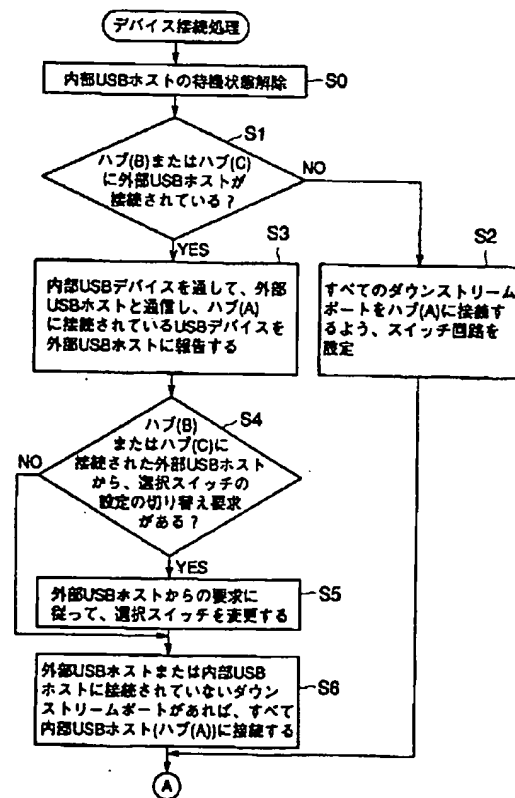 デバイス接続処理
内部USBホストの待機状態解除
S0
S1
ハブ(B)またはハブ(C)
に外部USBホストが
接続されている？
NO
YES
S3
内部USBデバイスを通して、外部
USBホストと通信し、ハブ(A)
に接続されているUSBデバイスを
外部USBホストに報告する
S2
すべてのダウンストリーム
ポートをハブ(A)に接続す
るよう、スイッチ回路を
設定
S4
ハブ(B)
またはハブ(C)に
接続された外部USBホスト
から、選択スイッチの
設定の切り替え要求
がある？
NO
YES
S5
外部USBホストからの要求に
従って、選択スイッチを変更する
S6
外部USBホストまたは内部USB
ホストに接続されていないダウン
ストリームポートがあれば、すべて
内部USBホスト(ハブ(A))に接続する
A